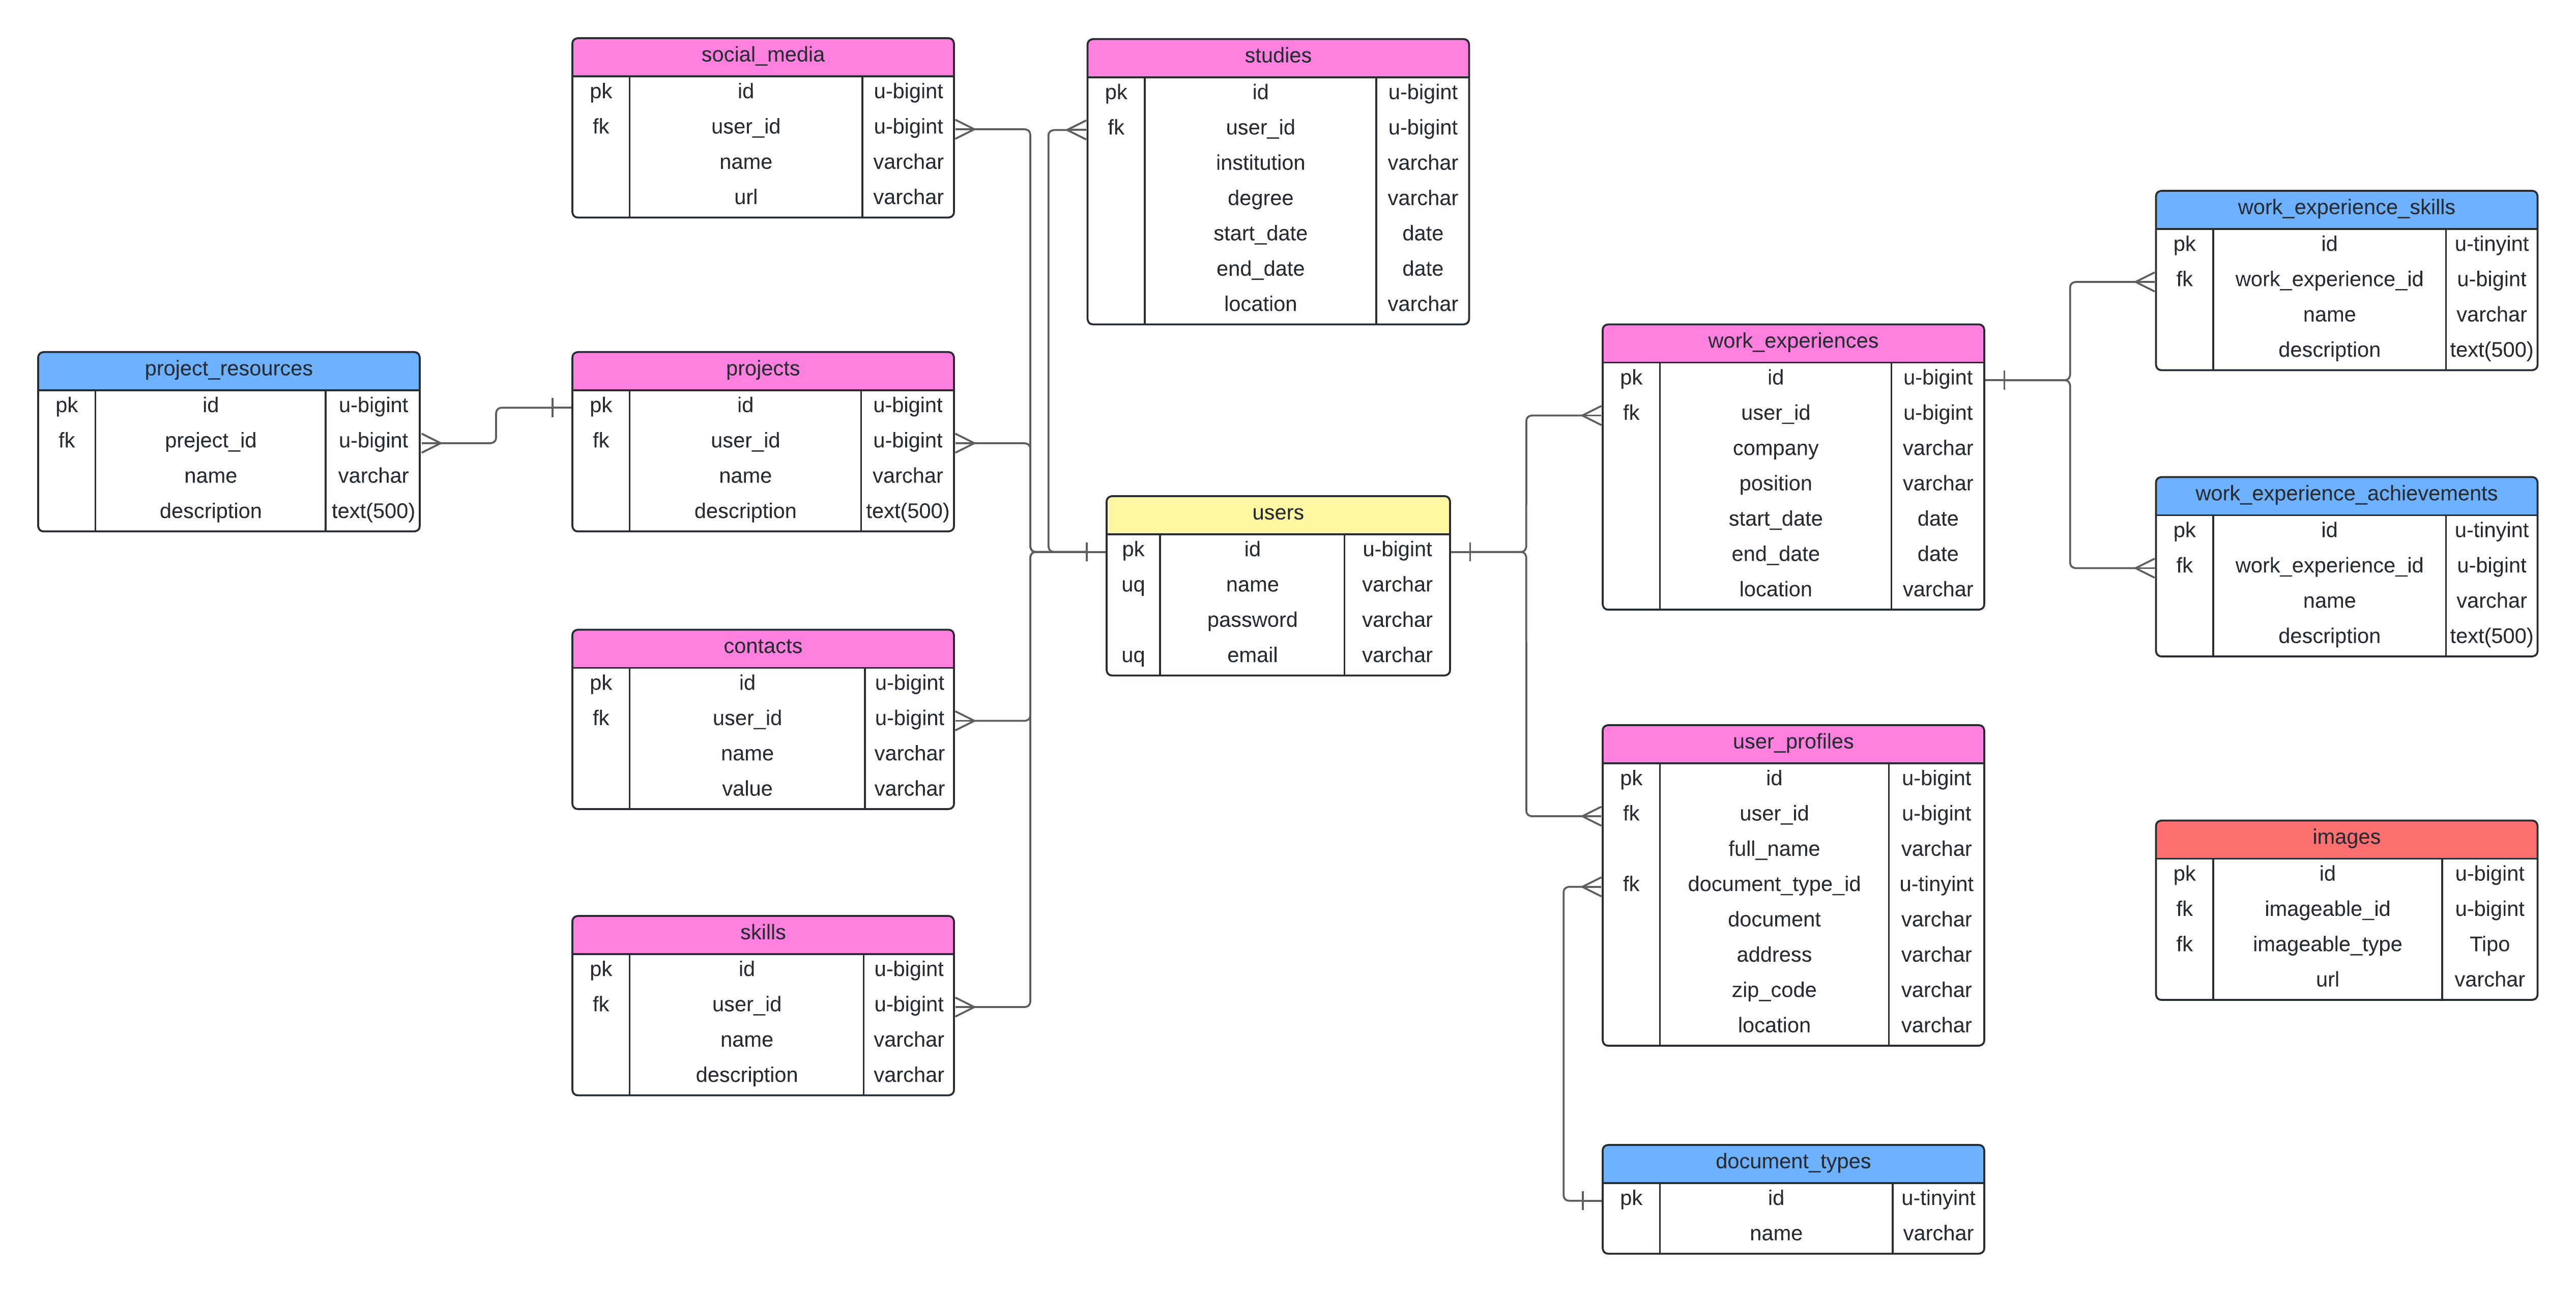 social_media
pk id u-bigint
fk user_id u-bigint
name varchar
url varchar
studies
pk id u-bigint
fk user_id u-bigint
institution varchar
degree varchar
start_date date
end_date date
location varchar
work_experience_skills
pk id u-tinyint
fk work_experience_id u-bigint
name varchar
description text(500)
project_resources
pk id u-bigint
fk preject_id u-bigint
name varchar
description text(500)
projects
pk id u-bigint
fk user_id u-bigint
name varchar
description text(500)
work_experiences
pk id u-bigint
fk user_id u-bigint
company varchar
position varchar
start_date date
end_date date
location varchar
users
pk id u-bigint
uq name varchar
password varchar
uq email varchar
work_experience_achievements
pk id u-tinyint
fk work_experience_id u-bigint
name varchar
description text(500)
contacts
pk id u-bigint
fk user_id u-bigint
name varchar
value varchar
user_profiles
pk id u-bigint
fk user_id u-bigint
full_name varchar
fk document_type_id u-tinyint
document varchar
address varchar
zip_code varchar
location varchar
images
pk id u-bigint
fk imageable_id u-bigint
fk imageable_type Tipo
url varchar
skills
pk id u-bigint
fk user_id u-bigint
name varchar
description varchar
document_types
pk id u-tinyint
name varchar